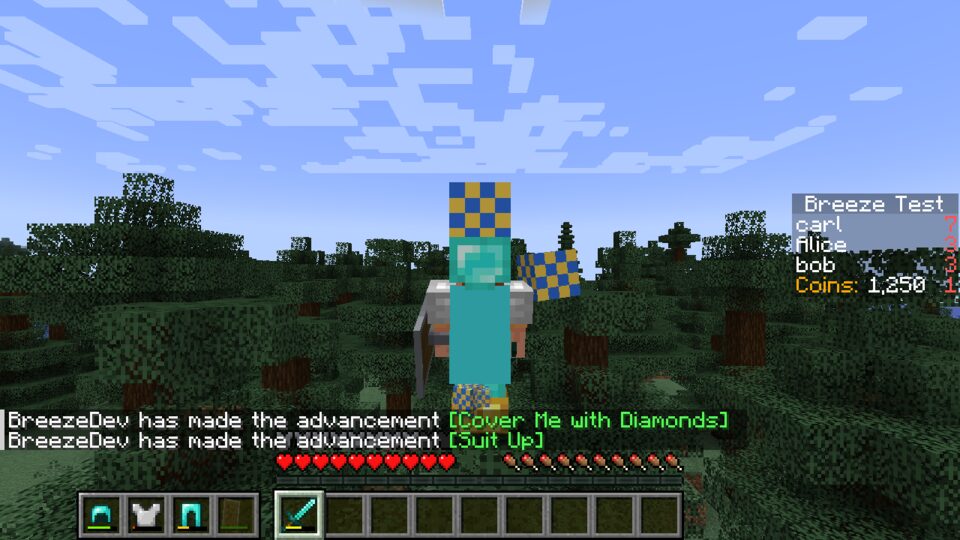 Breeze Test
carl 7
Alice
bob
Coins: 1,250
BreezeDev has made the advancement [Cover Me with Diamonds]
BreezeDev has made the advancement [Suit Up]